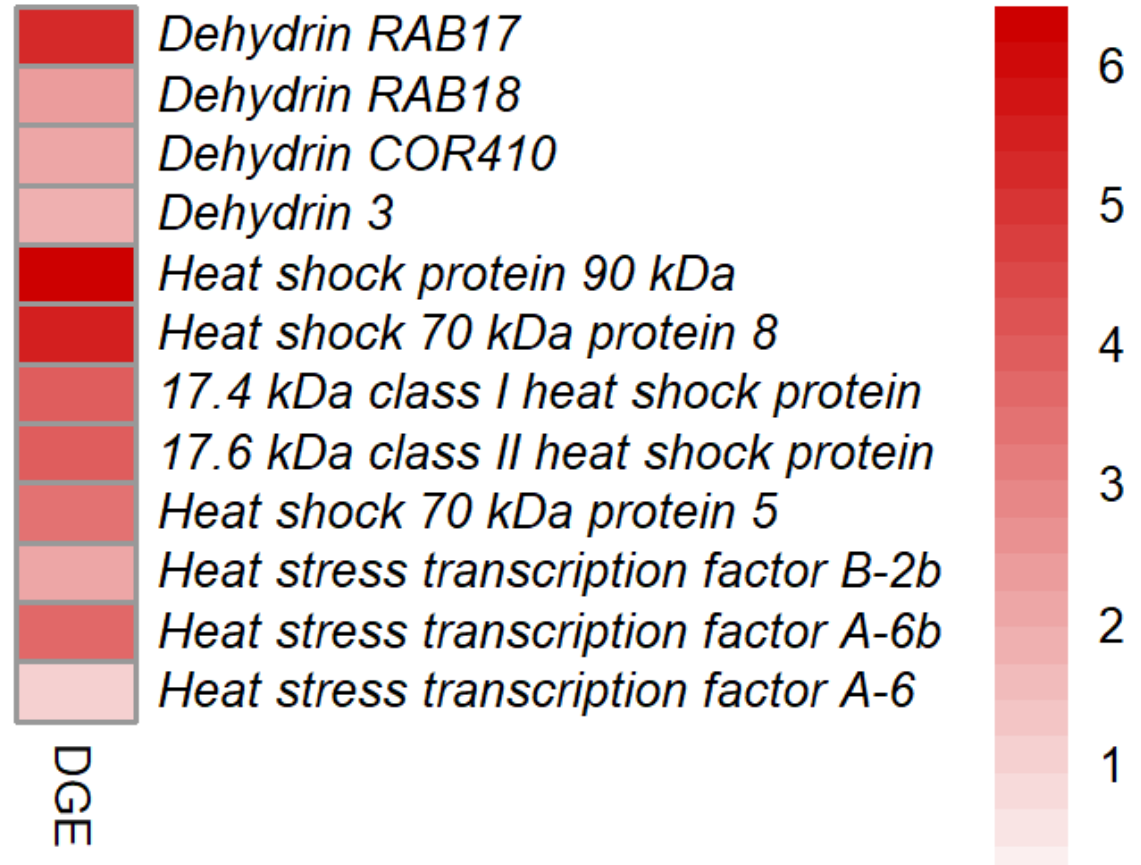 Dehydrin RAB17
Dehydrin RAB18
Dehydrin COR410
Dehydrin 3
Heat shock protein 90 kDa
Heat shock 70 kDa protein 8
17.4 kDa class I heat shock protein
17.6 kDa class II heat shock protein
Heat shock 70 kDa protein 5
Heat stress transcription factor B-2b
Heat stress transcription factor A-6b
Heat stress transcription factor A-6
DGE
6
5
4
3
2
1